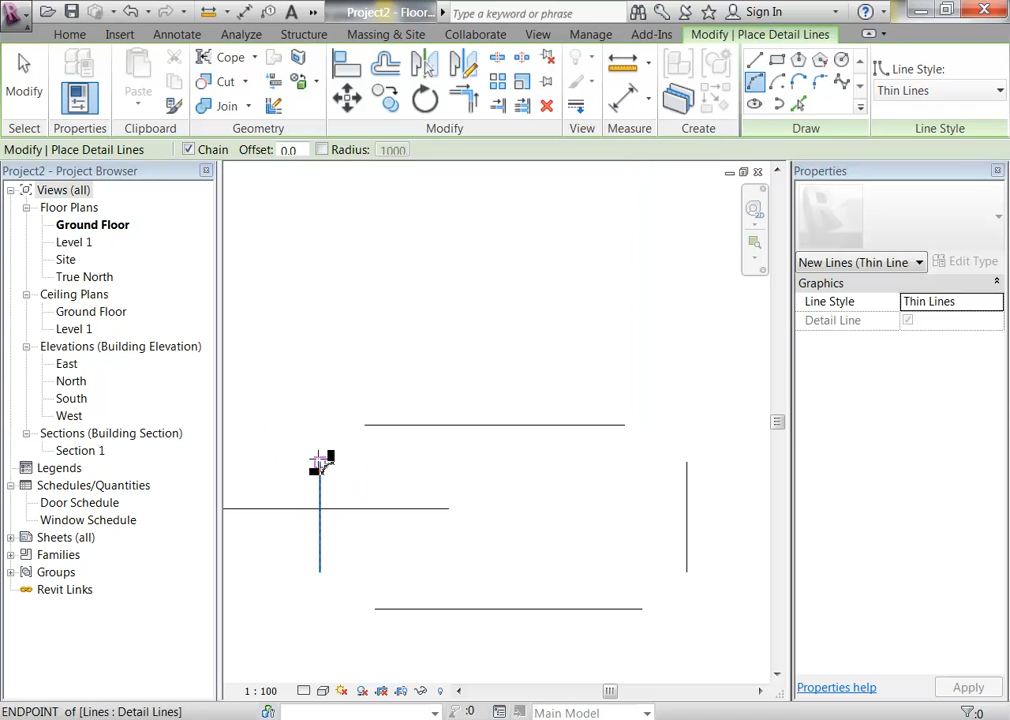 Project2 - Floor...
Type a keyword or phrase
Sign In
Home Insert Annotate Analyze Structure Massing & Site Collaborate View Manage Add-Ins Modify | Place Detail Lines
Modify
Paste
Cope
Cut
Join
Line Style:
Thin Lines
Select Properties Clipboard Geometry Modify View Measure Create Draw Line Style
Modify | Place Detail Lines Chain Offset: 0.0 Radius: 1000
Project2 - Project Browser
Views (all)
Floor Plans
Ground Floor
Level 1
Site
True North
Ceiling Plans
Ground Floor
Level 1
Elevations (Building Elevation)
East
North
South
West
Sections (Building Section)
Section 1
Legends
Schedules/Quantities
Door Schedule
Window Schedule
Sheets (all)
Families
Groups
Revit Links
2D
Properties
New Lines (Thin Line
Edit Type
Graphics
Line Style Thin Lines
Detail Line
Properties help
Apply
1 : 100
ENDPOINT of [Lines : Detail Lines]
:0
Main Model
:0